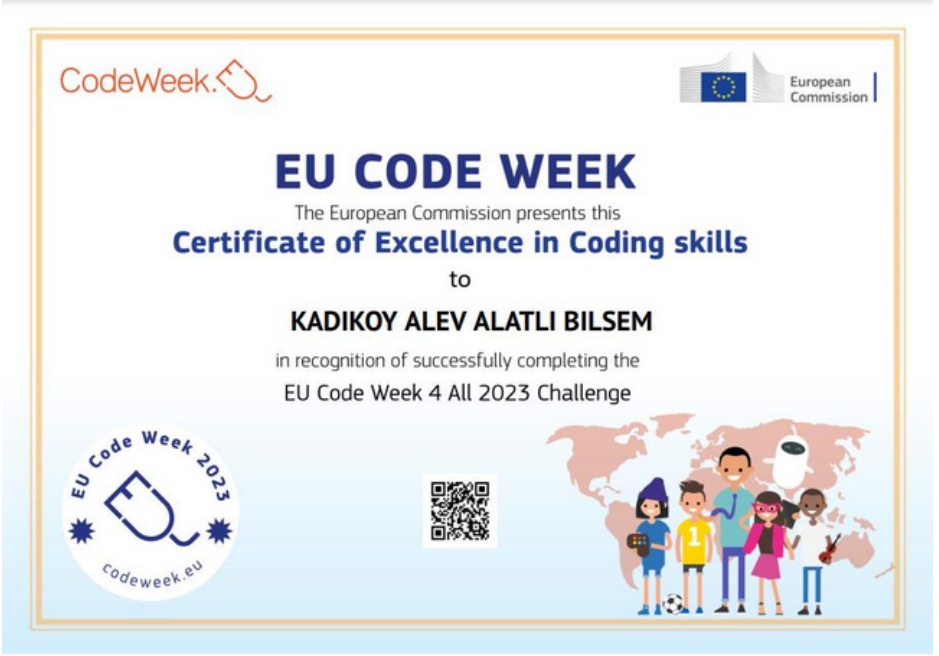 CodeWeek.
European
Commission
EU CODE WEEK
The European Commission presents this
Certificate of Excellence in Coding skills
to
KADIKOY ALEV ALATLI BILSEM
in recognition of successfully completing the
EU Code Week 4 All 2023 Challenge
EU Code Week 2023
codeweek.eu
1